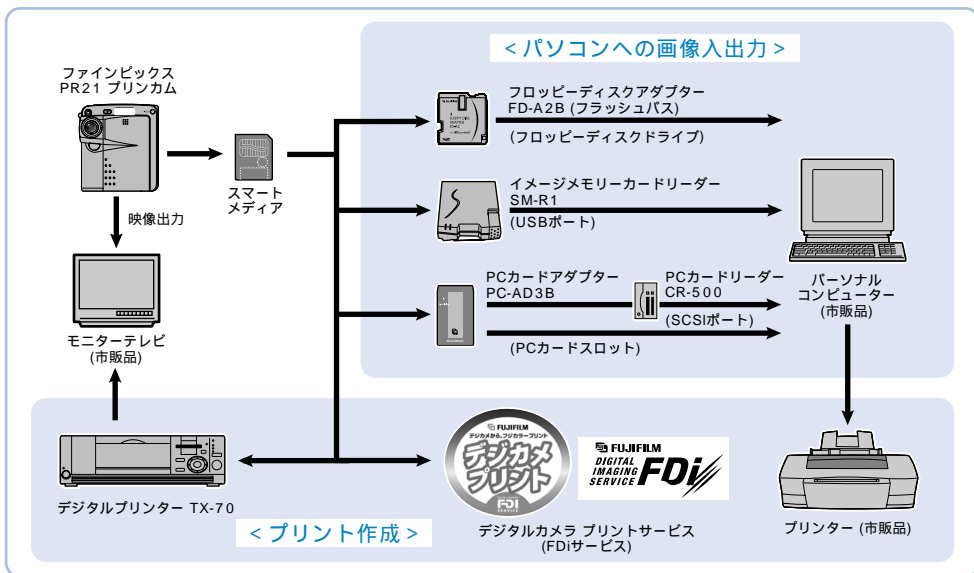 <パソコンへの画像入出力>
ファインピックス
PR21 プリンカム
スマート
メディア
映像出力
モニターテレビ
(市販品)
フロッピーディスクアダプター
FD-A2B (フラッシュパス)
(フロッピーディスクドライブ)
イメージメモリーカードリーダー
SM-R1
(USBポート)
PCカードアダプター
PC-AD3B
PCカードリーダー
CR-500
(SCSIポート)
(PCカードスロット)
パーソナル
コンピューター
(市販品)
デジタルプリンター TX-70
<プリント作成>
FUJIFILM
デジカメから、フジカラープリント
デジカメ
プリント
FDI
SERVICE
FUJIFILM
DIGITAL
IMAGING
SERVICE
FDi
デジタルカメラ プリントサービス
(FDiサービス)
プリンター (市販品)